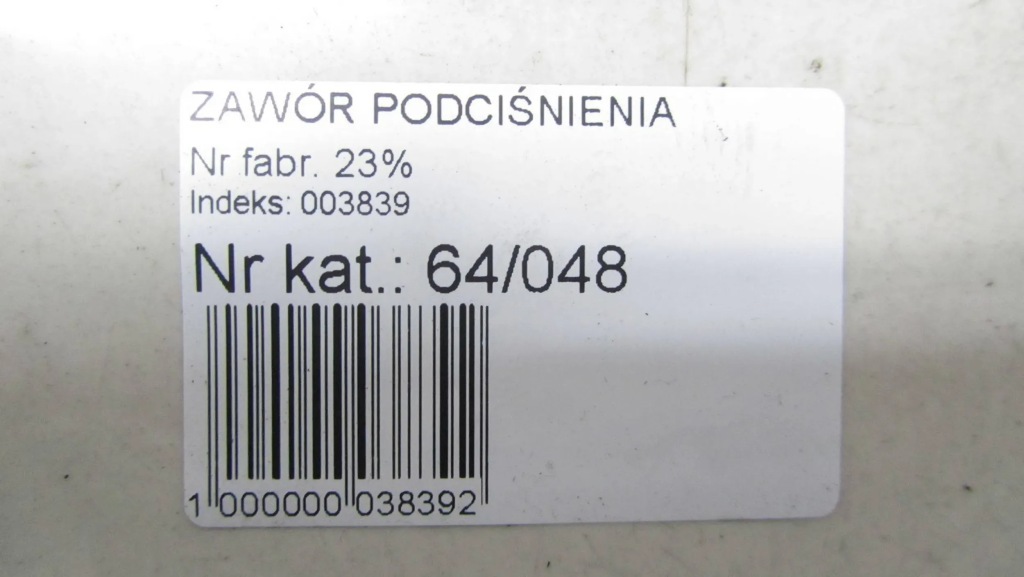 ZAWÓR PODCIŚNIENIA
Nr fabr. 23%
Indeks: 003839
Nr kat.: 64/048
1 000000 038392